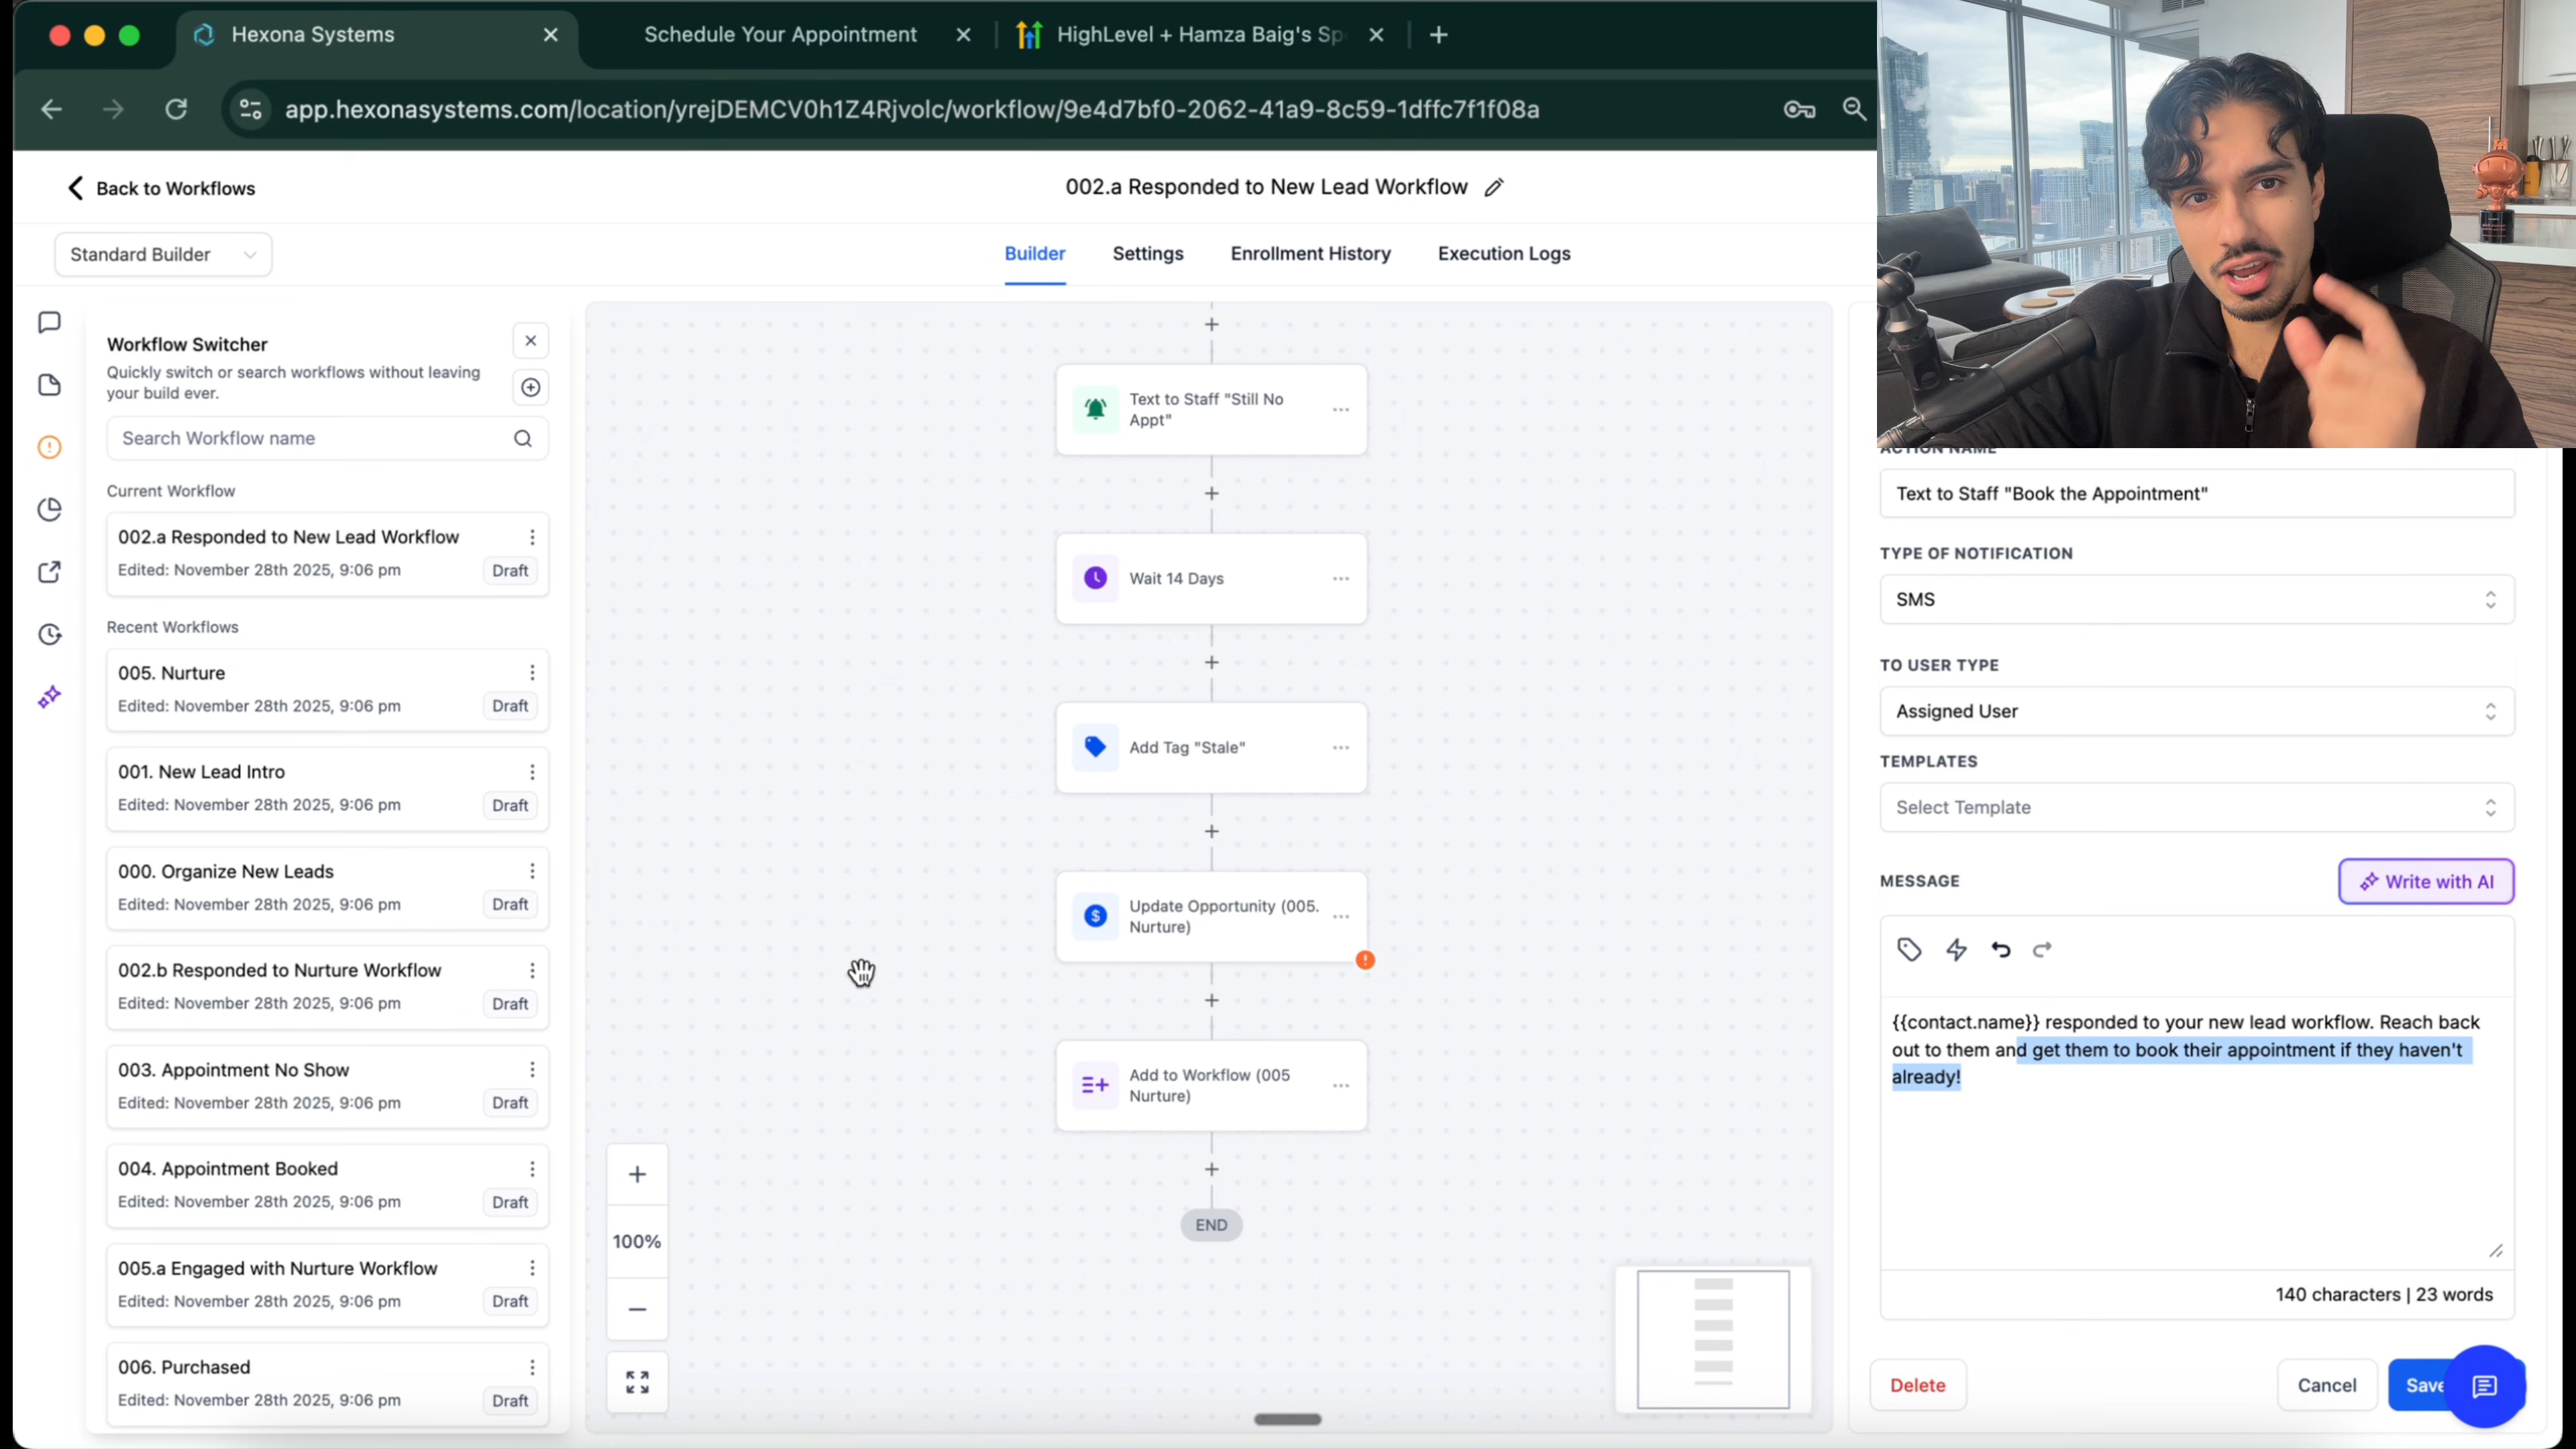 Hexona Systems
Schedule Your Appointment
HighLevel + Hamza Baig's Sp
app.hexonasystems.com/location/yrejDEMCV0h1Z4Rjvolc/workflow/9e4d7bf0-2062-41a9-8c59-1dffc7f1f08a
Back to Workflows
002.a Responded to New Lead Workflow
Standard Builder
Builder
Settings
Enrollment History
Execution Logs
Workflow Switcher
Quickly switch or search workflows without leaving
your build ever.
Search Workflow name
Current Workflow
002.a Responded to New Lead Workflow
Edited: November 28th 2025, 9:06 pm
Draft
Recent Workflows
005. Nurture
Edited: November 28th 2025, 9:06 pm
Draft
001. New Lead Intro
Edited: November 28th 2025, 9:06 pm
Draft
000. Organize New Leads
Edited: November 28th 2025, 9:06 pm
Draft
002.b Responded to Nurture Workflow
Edited: November 28th 2025, 9:06 pm
Draft
003. Appointment No Show
Edited: November 28th 2025, 9:06 pm
Draft
004. Appointment Booked
Edited: November 28th 2025, 9:06 pm
Draft
005.a Engaged with Nurture Workflow
Edited: November 28th 2025, 9:06 pm
Draft
006. Purchased
Edited: November 28th 2025, 9:06 pm
Draft
Text to Staff "Still No
Appt"
Wait 14 Days
Add Tag "Stale"
Update Opportunity (005.
Nurture)
Add to Workflow (005
Nurture)
END
100%
ACTION NAME
Text to Staff "Book the Appointment"
TYPE OF NOTIFICATION
SMS
TO USER TYPE
Assigned User
TEMPLATES
Select Template
MESSAGE
Write with AI
{{contact.name}} responded to your new lead workflow. Reach back
out to them and get them to book their appointment if they haven't
already!
140 characters | 23 words
Delete
Cancel
Save